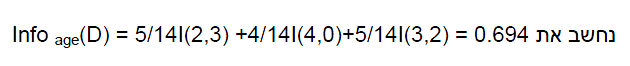 נחשב את Info age(D) = 5/14I(2,3) +4/14I(4,0)+5/14I(3,2) = 0.694